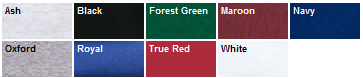 Ash Black Forest Green Maroon Navy
Oxford Royal True Red White